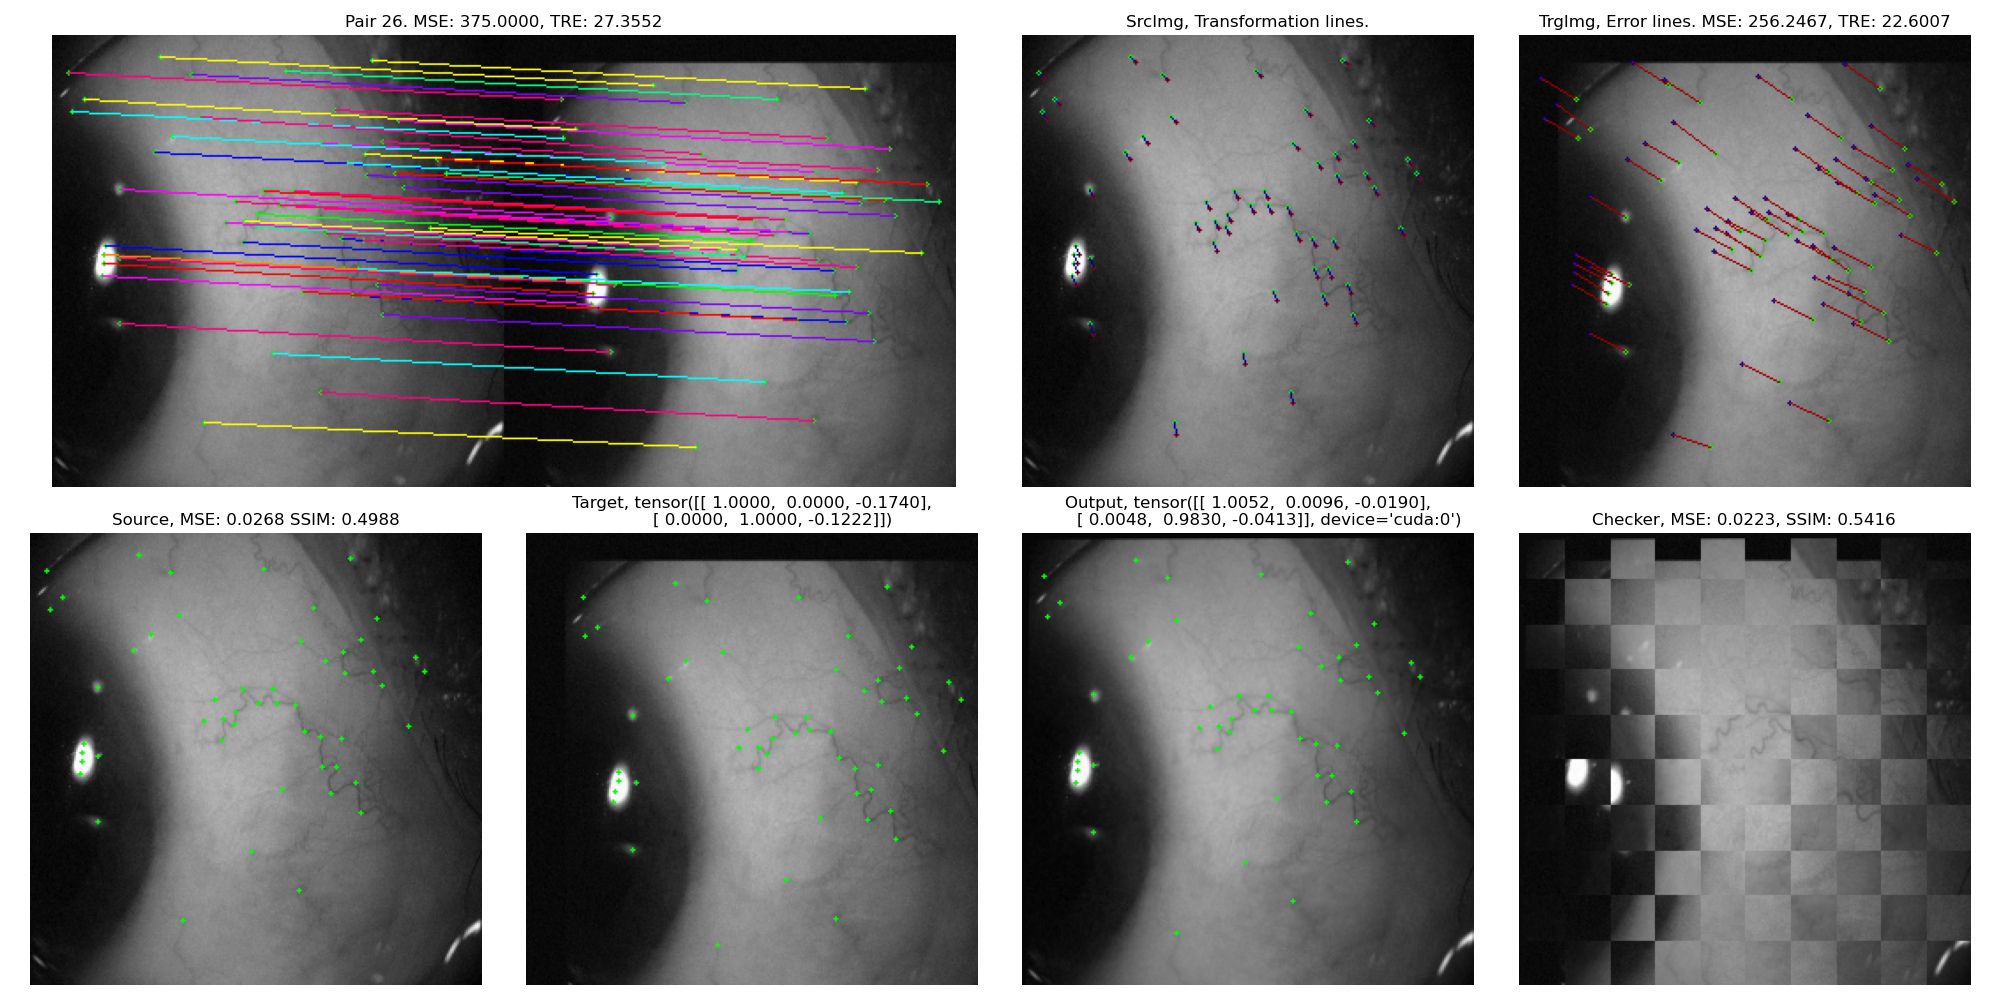 Pair 26. MSE: 375.0000, TRE: 27.3552
SrcImg, Transformation lines.
TrgImg, Error lines. MSE: 256.2467, TRE: 22.6007
Source, MSE: 0.0268 SSIM: 0.4988
Target, tensor([[ 1.0000, 0.0000, -0.1740],
[ 0.0000, 1.0000, -0.1222]])
Output, tensor([[ 1.0052, 0.0096, -0.0190],
[ 0.0048, 0.9830, -0.0413]], device='cuda:0')
Checker, MSE: 0.0223, SSIM: 0.5416